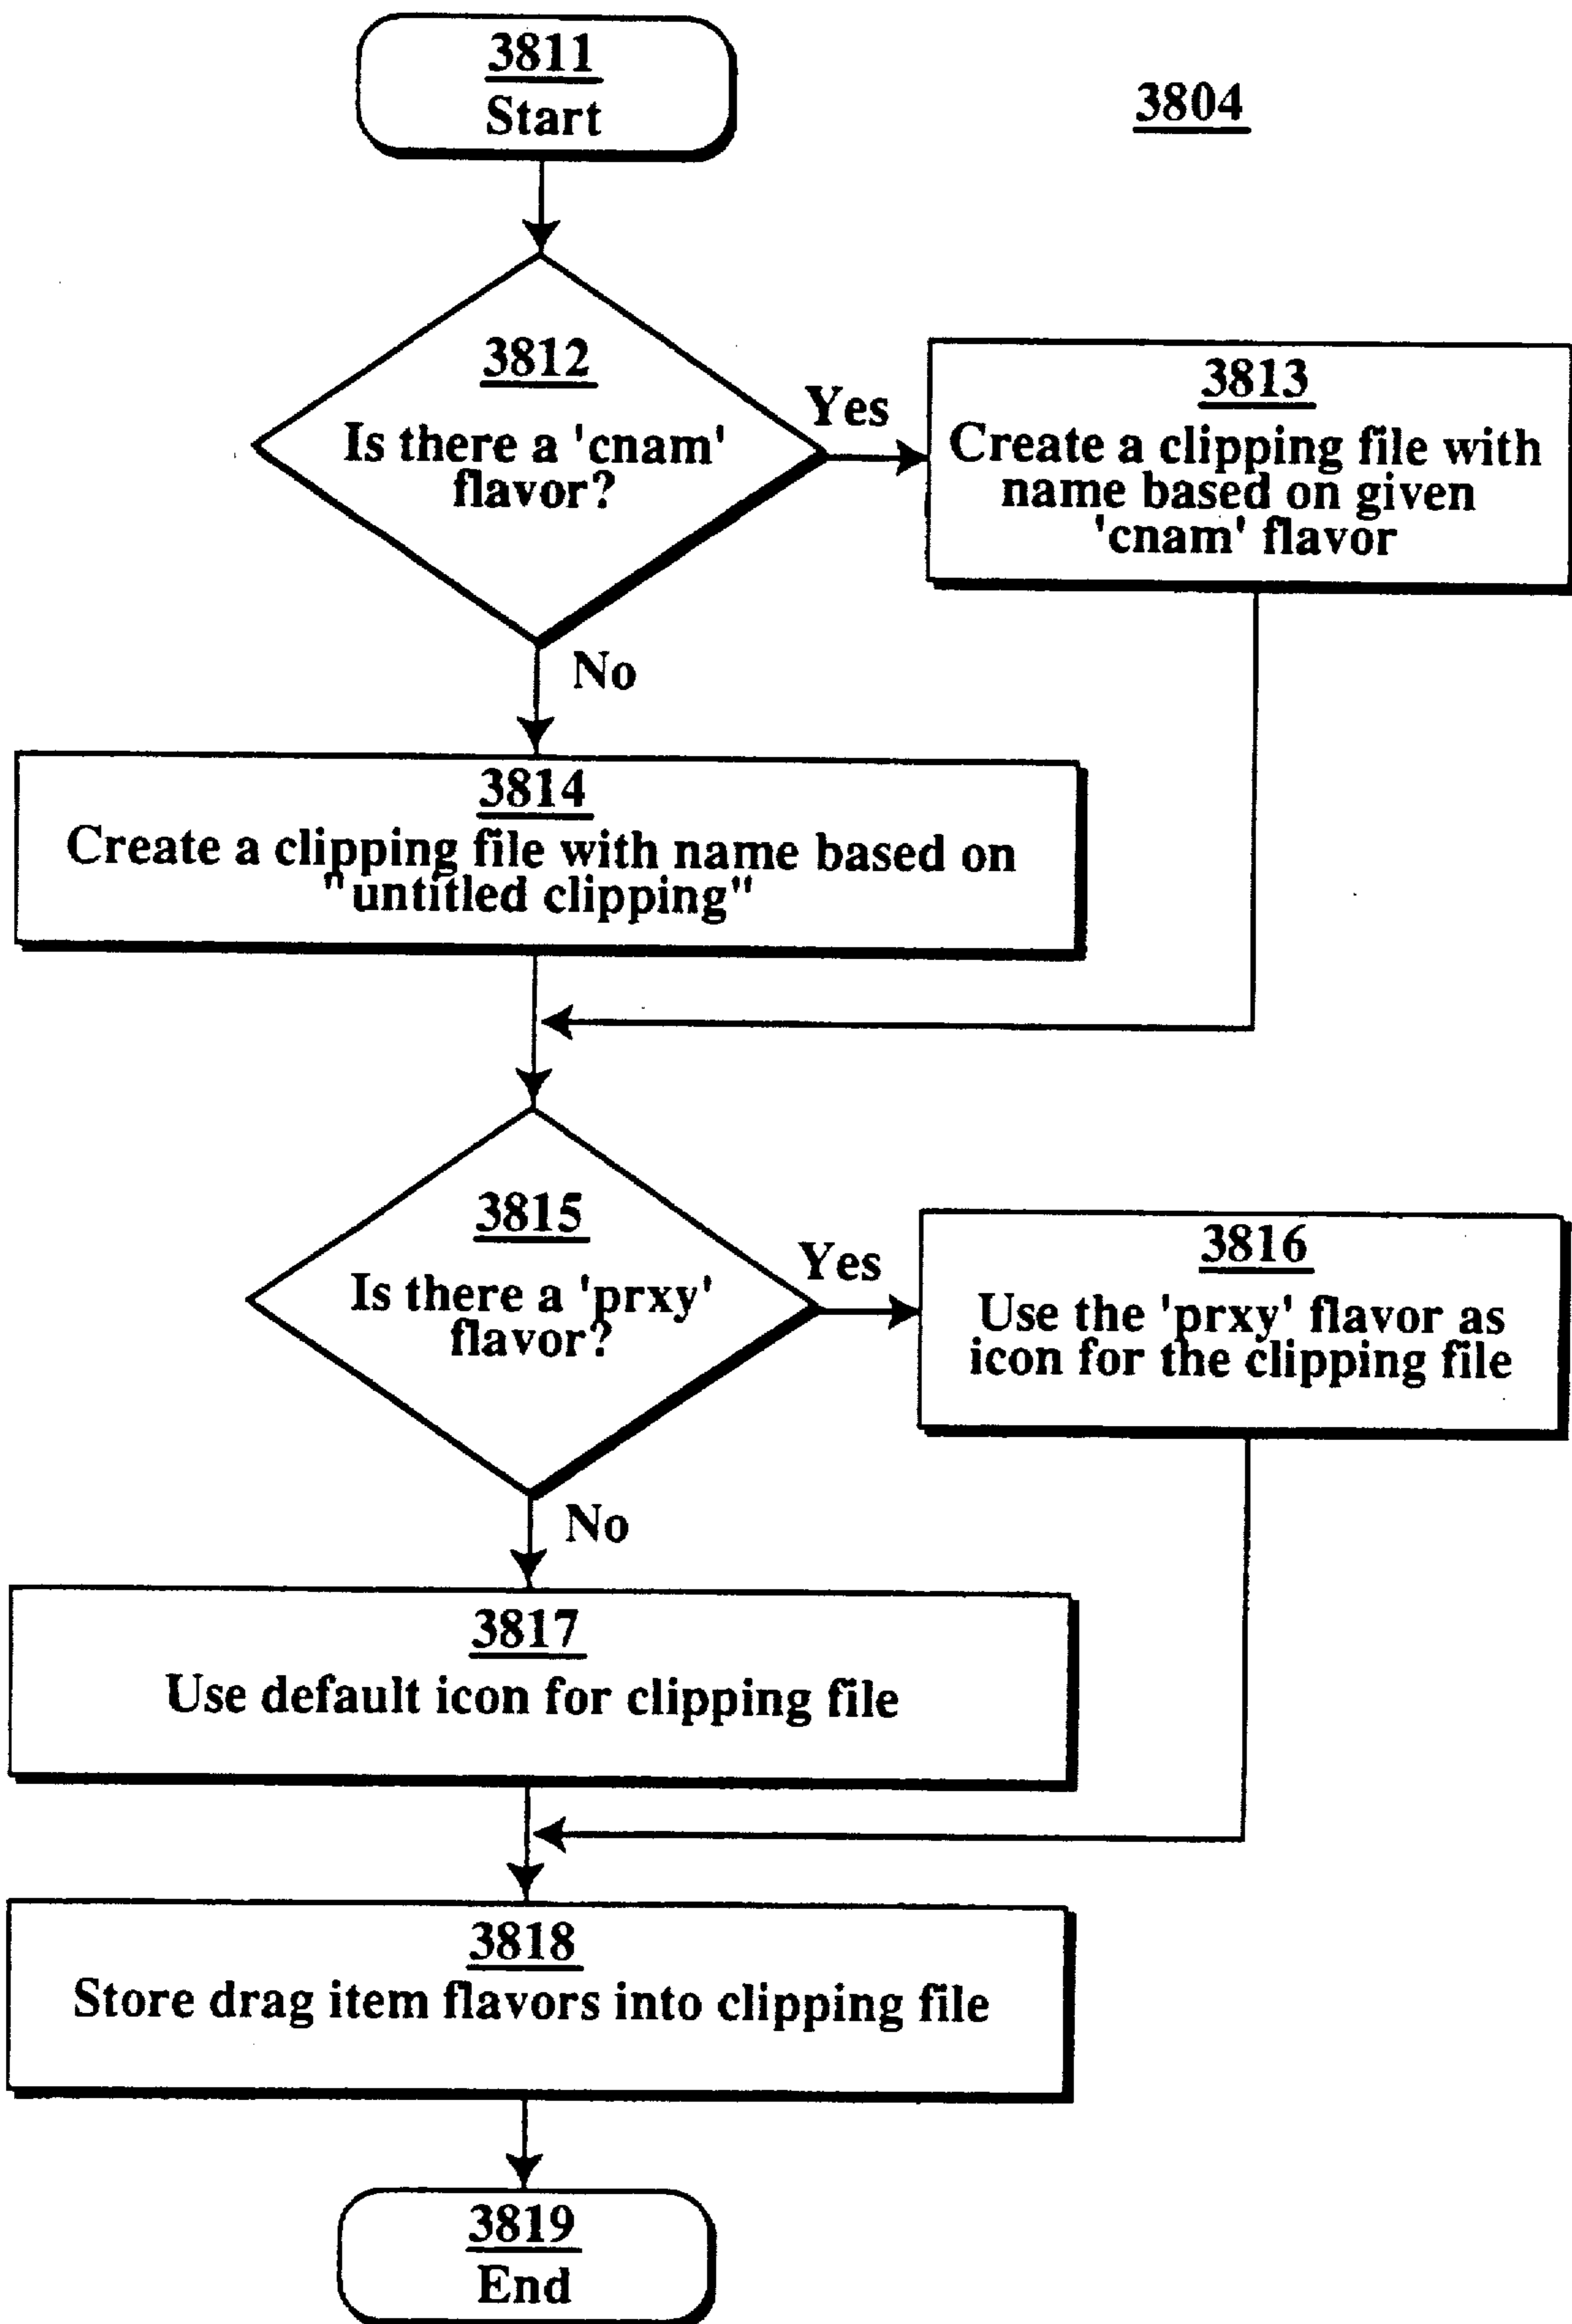 3811
Start
3804
3812
Is there a 'cnam'
flavor?
Yes
3813
Create a clipping file with
name based on given
'cnam' flavor
No
3814
Create a clipping file with name based on
"untitled clipping"
3815
Is there a 'prxy'
flavor?
Yes
3816
Use the 'prxy' flavor as
icon for the clipping file
No
3817
Use default icon for clipping file
3818
Store drag item flavors into clipping file
3819
End